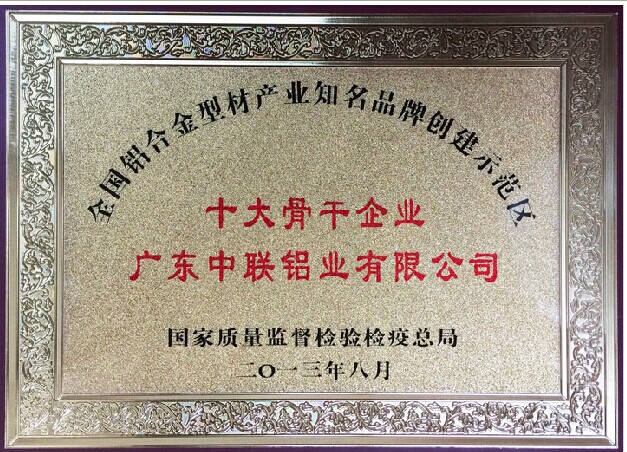 全国铝合金型材产业知名品牌创建示范区
十大骨干企业
广东中联铝业有限公司
国家质量监督检验检疫总局
二〇一三年八月